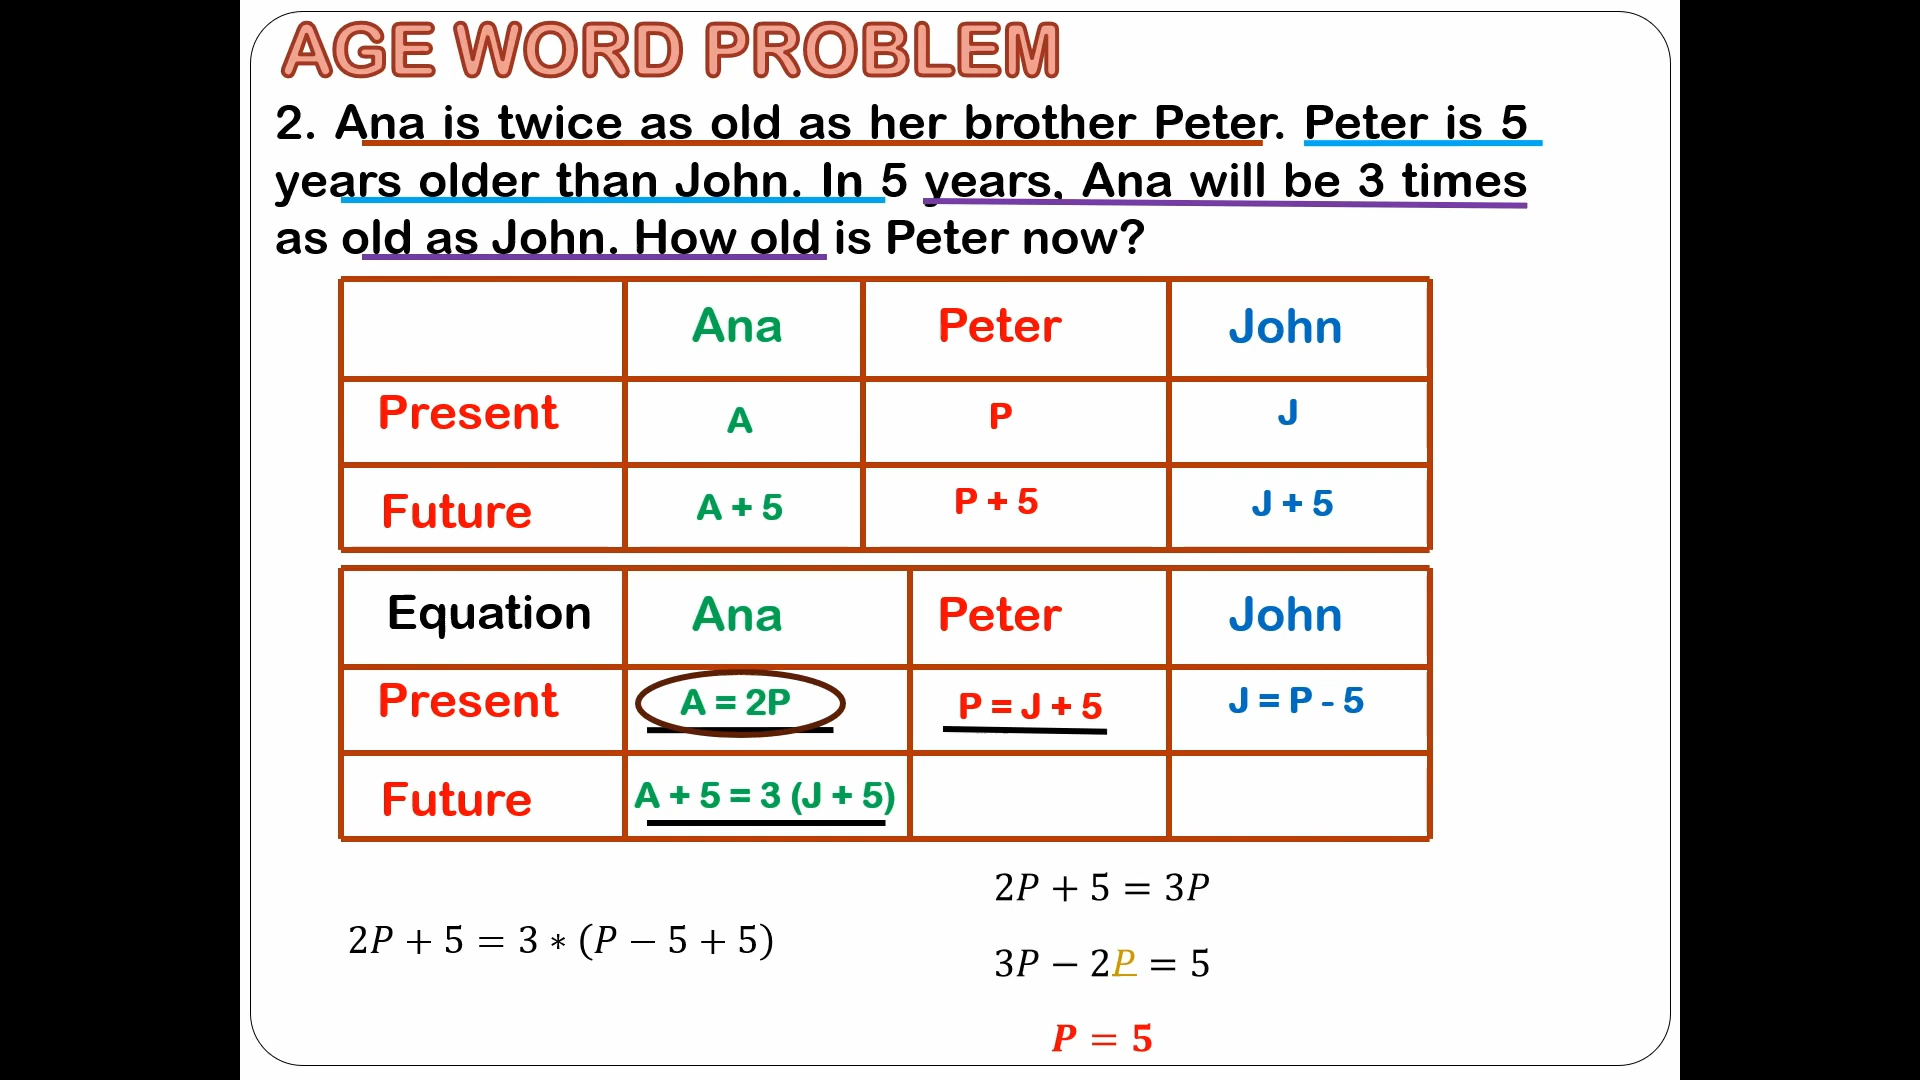 AGE WORD PROBLEM
2. Ana is twice as old as her brother Peter. Peter is 5
years older than John. In 5 years, Ana will be 3 times
as old as John. How old is Peter now?
Ana Peter John
Present A P J
Future A + 5 P + 5 J + 5
Equation Ana Peter John
Present A = 2P P = J + 5 J = P - 5
Future A + 5 = 3 (J + 5)
2P + 5 = 3 ∗ (P − 5 + 5)
2P + 5 = 3P
3P − 2P = 5
P = 5